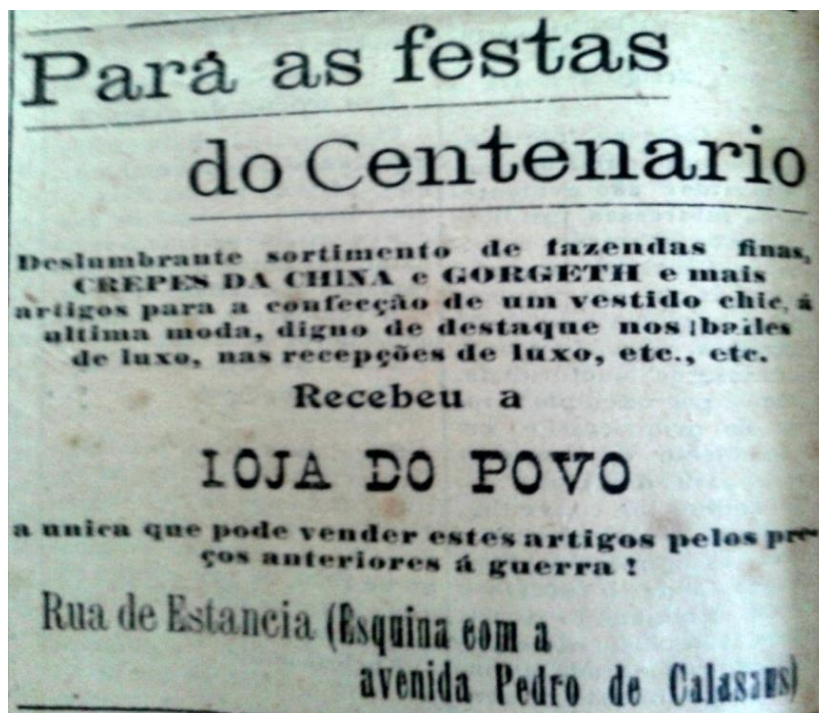 Pará as festas
do Centenario
Deslumbrante sortimento de fazendas finas,
CREPES DA CHINA e GORGETH e mais
artigos para a confecção de um vestido chic, á
ultima moda, digno de destaque nos bailes
de luxo, nas recepções de luxo, etc., etc.
Recebeu a
LOJA DO POVO
a unica que pode vender estes artigos pelos pre-
ços anteriores á guerra !
Rua de Estancia (Esquina com a
avenida Pedro de Calasans)